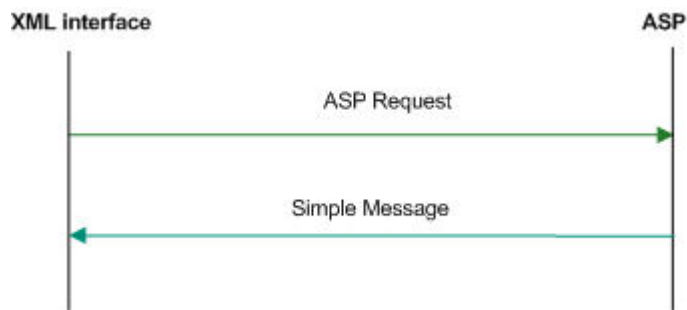 XML interface
ASP
ASP Request
Simple Message